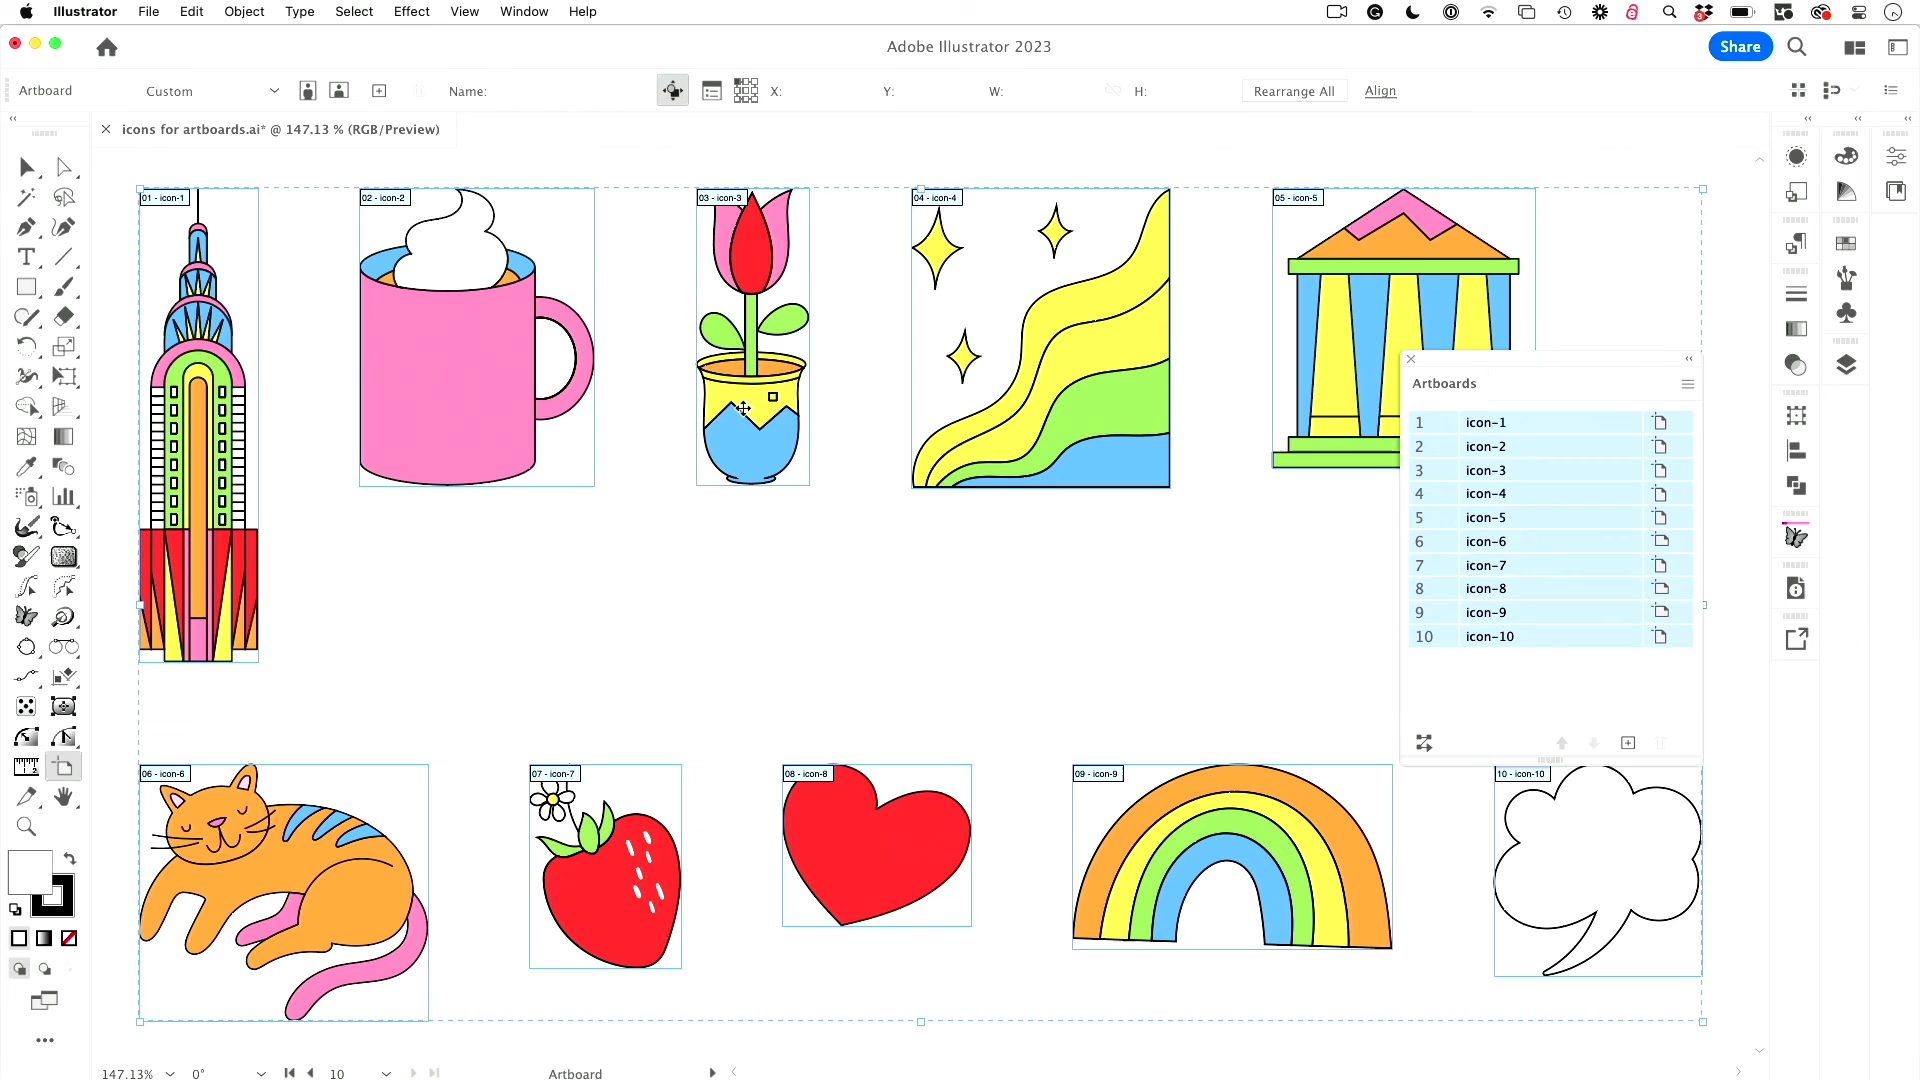 Illustrator File Edit Object Type Select Effect View Window Help
3
Adobe Illustrator 2023
Share
Artboard Custom Name: X: Y: W: H: Rearrange All Align
icons for artboards.ai* @ 147.13 % (RGB/Preview)
01 - icon-1
02 - icon-2
03 - icon-3
04 - icon-4
05 - icon-5
Artboards
1 icon-1
2 icon-2
3 icon-3
4 icon-4
5 icon-5
6 icon-6
7 icon-7
8 icon-8
9 icon-9
10 icon-10
06 - icon-6
07 - icon-7
08 - icon-8
09 - icon-9
10 - icon-10
147.13% 0° 10 Artboard